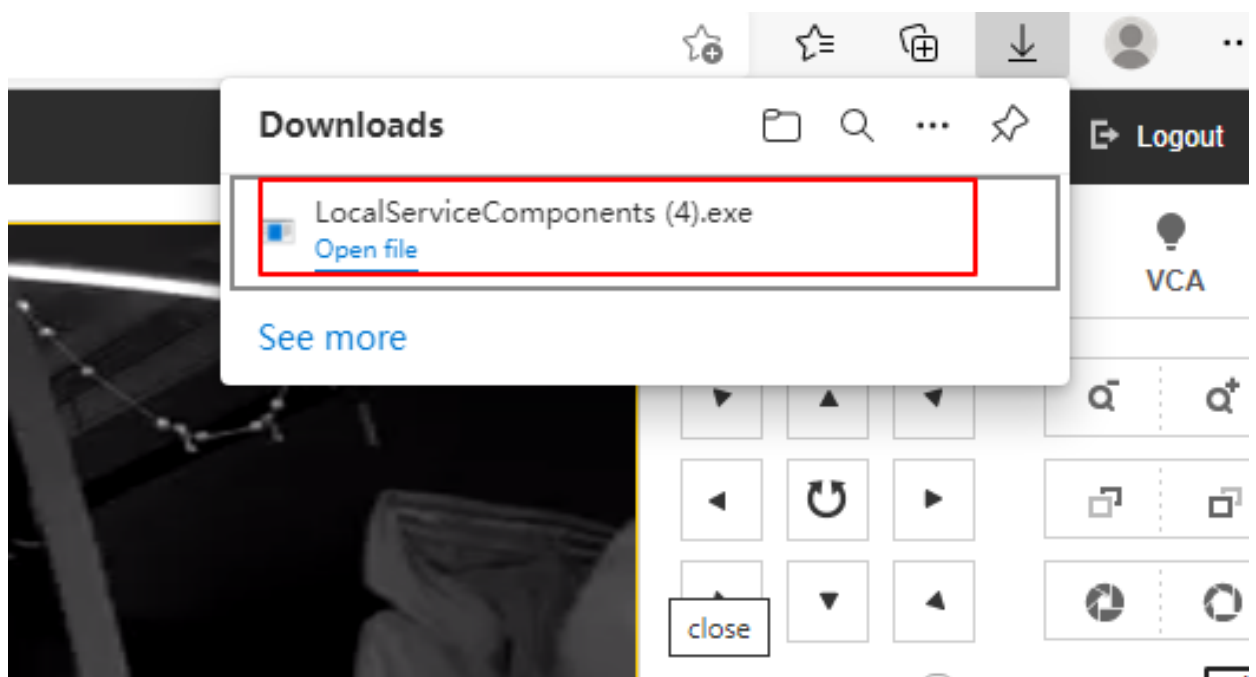 Downloads
Logout
LocalServiceComponents (4).exe
Open file
VCA
See more
close